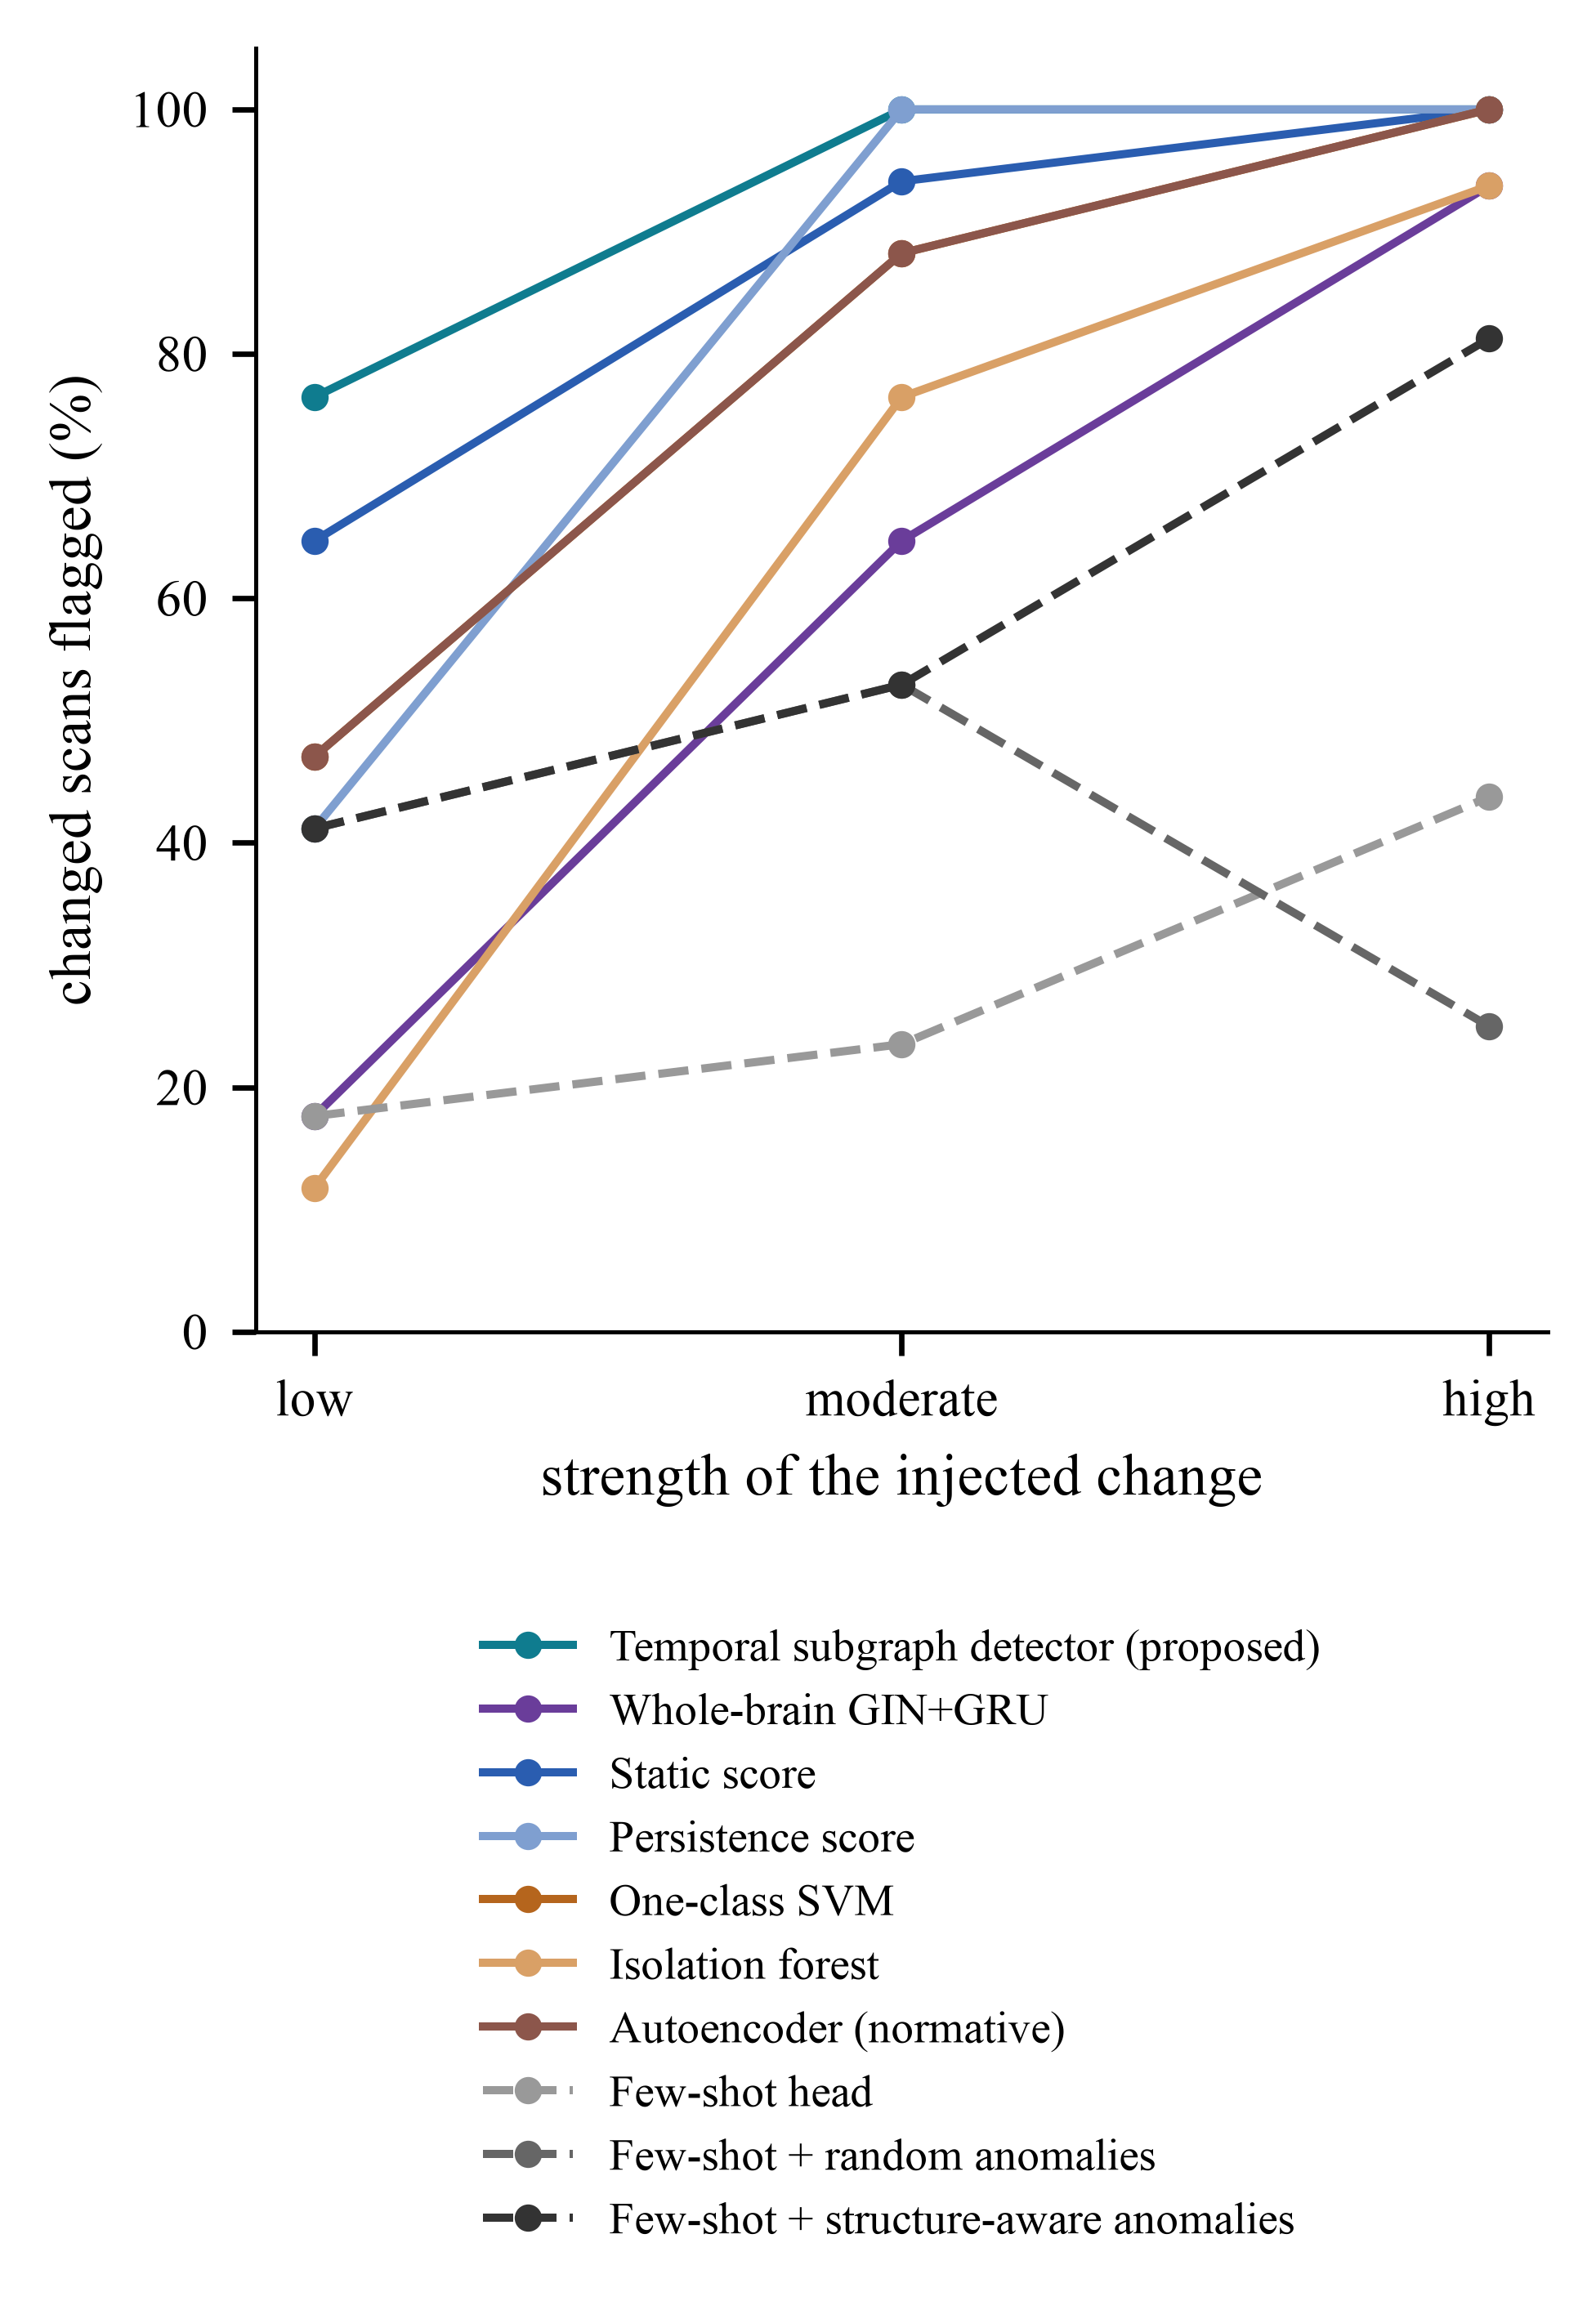 100
80
60
40
20
0
changed scans flagged (%)
low moderate high
strength of the injected change
Temporal subgraph detector (proposed)
Whole-brain GIN+GRU
Static score
Persistence score
One-class SVM
Isolation forest
Autoencoder (normative)
Few-shot head
Few-shot + random anomalies
Few-shot + structure-aware anomalies